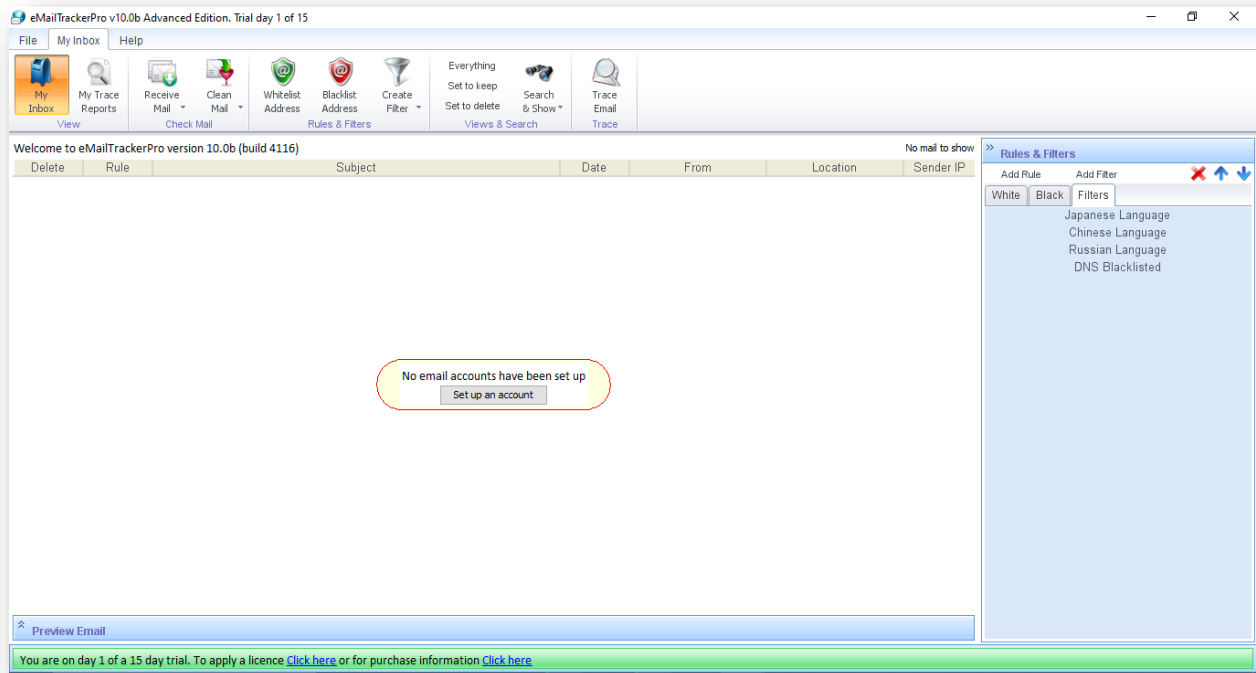 eMailTrackerPro v10.0b Advanced Edition. Trial day 1 of 15
File My Inbox Help
My Inbox
My Trace Reports
View
Receive Mail
Clean Mail
Check Mail
Whitelist Address
Blacklist Address
Create Filter
Rules & Filters
Everything
Set to keep
Set to delete
Search & Show
Views & Search
Trace Email
Trace
Welcome to eMailTrackerPro version 10.0b (build 4116) No mail to show
Delete Rule Subject Date From Location Sender IP
No email accounts have been set up
Set up an account
Rules & Filters
Add Rule Add Filter
White Black Filters
Japanese Language
Chinese Language
Russian Language
DNS Blacklisted
Preview Email
You are on day 1 of a 15 day trial. To apply a licence Click here or for purchase information Click here